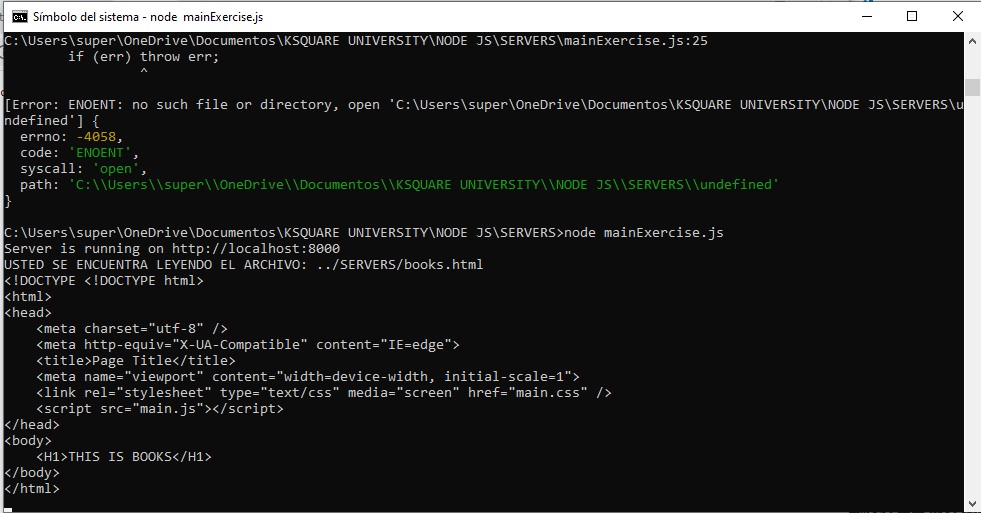 Símbolo del sistema - node mainExercise.js
C:\Users\super\OneDrive\Documentos\KSQUARE UNIVERSITY\NODE JS\SERVERS\mainExercise.js:25
        if (err) throw err;
                 ^
[Error: ENOENT: no such file or directory, open 'C:\Users\super\OneDrive\Documentos\KSQUARE UNIVERSITY\NODE JS\SERVERS\u
ndefined'] {
  errno: -4058,
  code: 'ENOENT',
  syscall: 'open',
  path: 'C:\\Users\\super\\OneDrive\\Documentos\\KSQUARE UNIVERSITY\\NODE JS\\SERVERS\\undefined'
}
C:\Users\super\OneDrive\Documentos\KSQUARE UNIVERSITY\NODE JS\SERVERS>node mainExercise.js
Server is running on http://localhost:8000
USTED SE ENCUENTRA LEYENDO EL ARCHIVO: ../SERVERS/books.html
<!DOCTYPE <!DOCTYPE html>
<html>
<head>
    <meta charset="utf-8" />
    <meta http-equiv="X-UA-Compatible" content="IE=edge">
    <title>Page Title</title>
    <meta name="viewport" content="width=device-width, initial-scale=1">
    <link rel="stylesheet" type="text/css" media="screen" href="main.css" />
    <script src="main.js"></script>
</head>
<body>
    <H1>THIS IS BOOKS</H1>
</body>
</html>